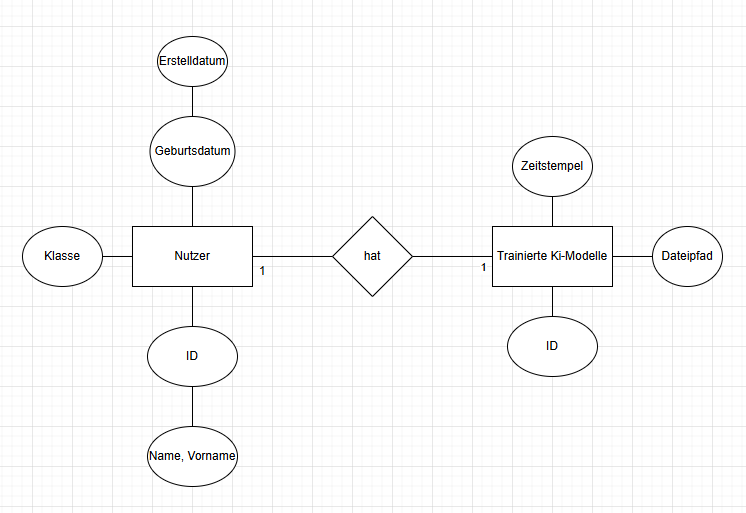 Erstelldatum
Geburtsdatum
Zeitstempel
Klasse
Nutzer
1
hat
1
Trainierte Ki-Modelle
Dateipfad
ID
ID
Name, Vorname